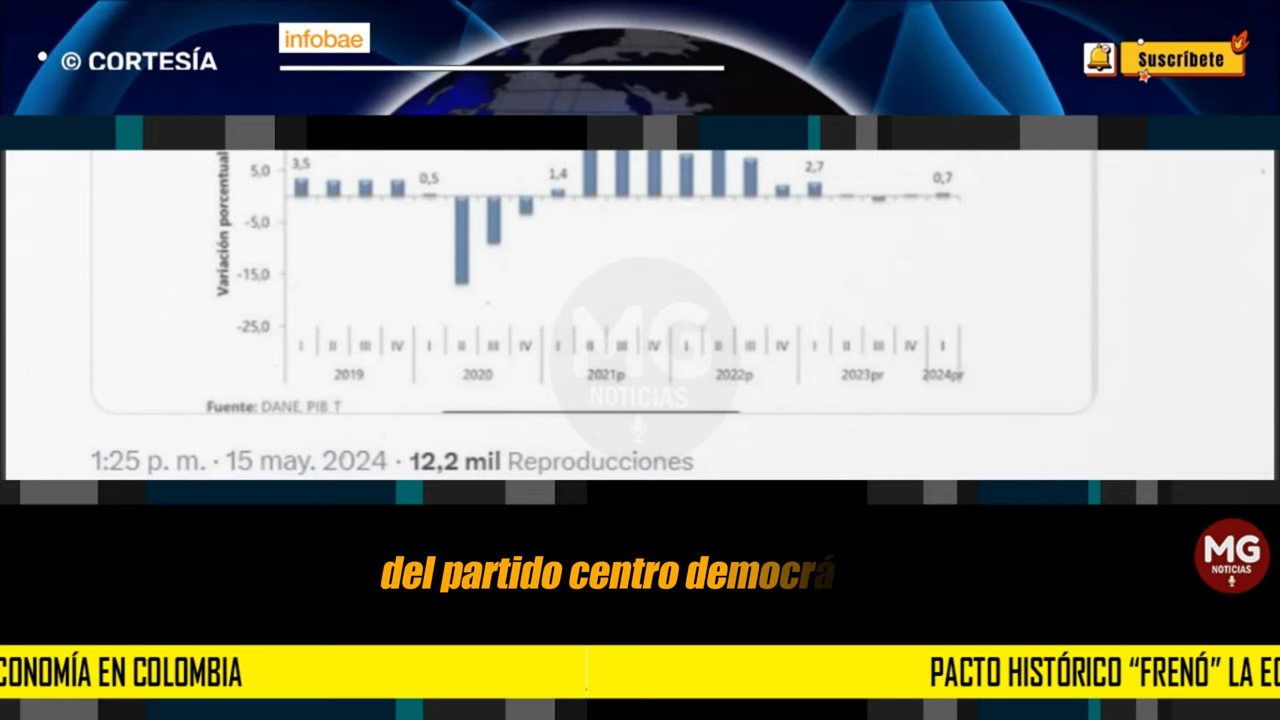 © CORTESÍA
infobae
Suscríbete
Variación porcentual
5,0
-5,0
-15,0
-25,0
3,5
0,5
1,4
2,7
0,7
I II III IV I II III IV I II III IV I II III IV I II III IV I
2019 2020 2021p 2022p 2023pr 2024pr
Fuente: DANE, PIB_T
MG
NOTICIAS
1:25 p. m. · 15 may. 2024 · 12,2 mil Reproducciones
del partido centro democrá
MG
NOTICIAS
CONOMÍA EN COLOMBIA
PACTO HISTÓRICO “FRENÓ” LA EC